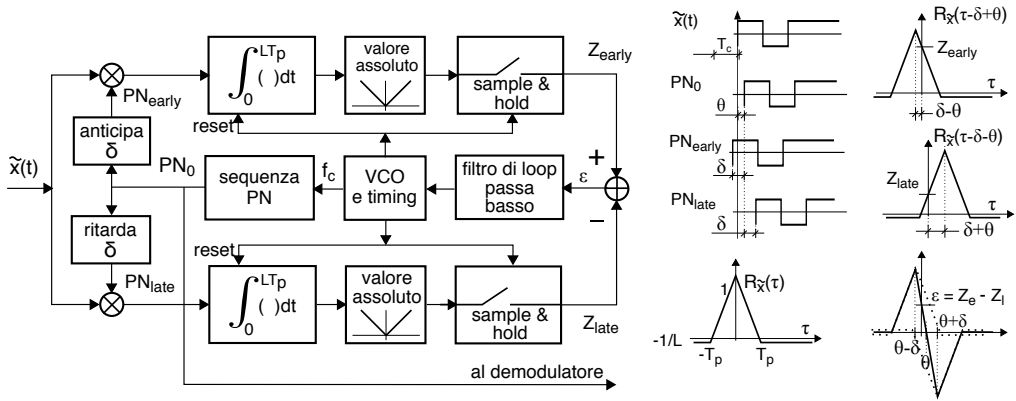 x̃(t)
PN_early
anticipa
δ
PN_0
ritarda
δ
PN_late
∫_0^{LT_p} ( )dt
reset
valore
assoluto
sample &
hold
Z_early
sequenza
PN
f_c
VCO
e timing
filtro di loop
passa
basso
ε
+
−
reset
∫_0^{LT_p} ( )dt
valore
assoluto
sample &
hold
Z_late
al demodulatore
x̃(t)
T_c
PN_0
θ
PN_early
δ
PN_late
δ
R_x̃(τ-δ+θ)
Z_early
τ
δ-θ
R_x̃(τ-δ-θ)
Z_late
τ
δ+θ
R_x̃(τ)
1
τ
-1/L
-T_p
T_p
ε = Z_e - Z_l
θ+δ
τ
θ-δ
θ